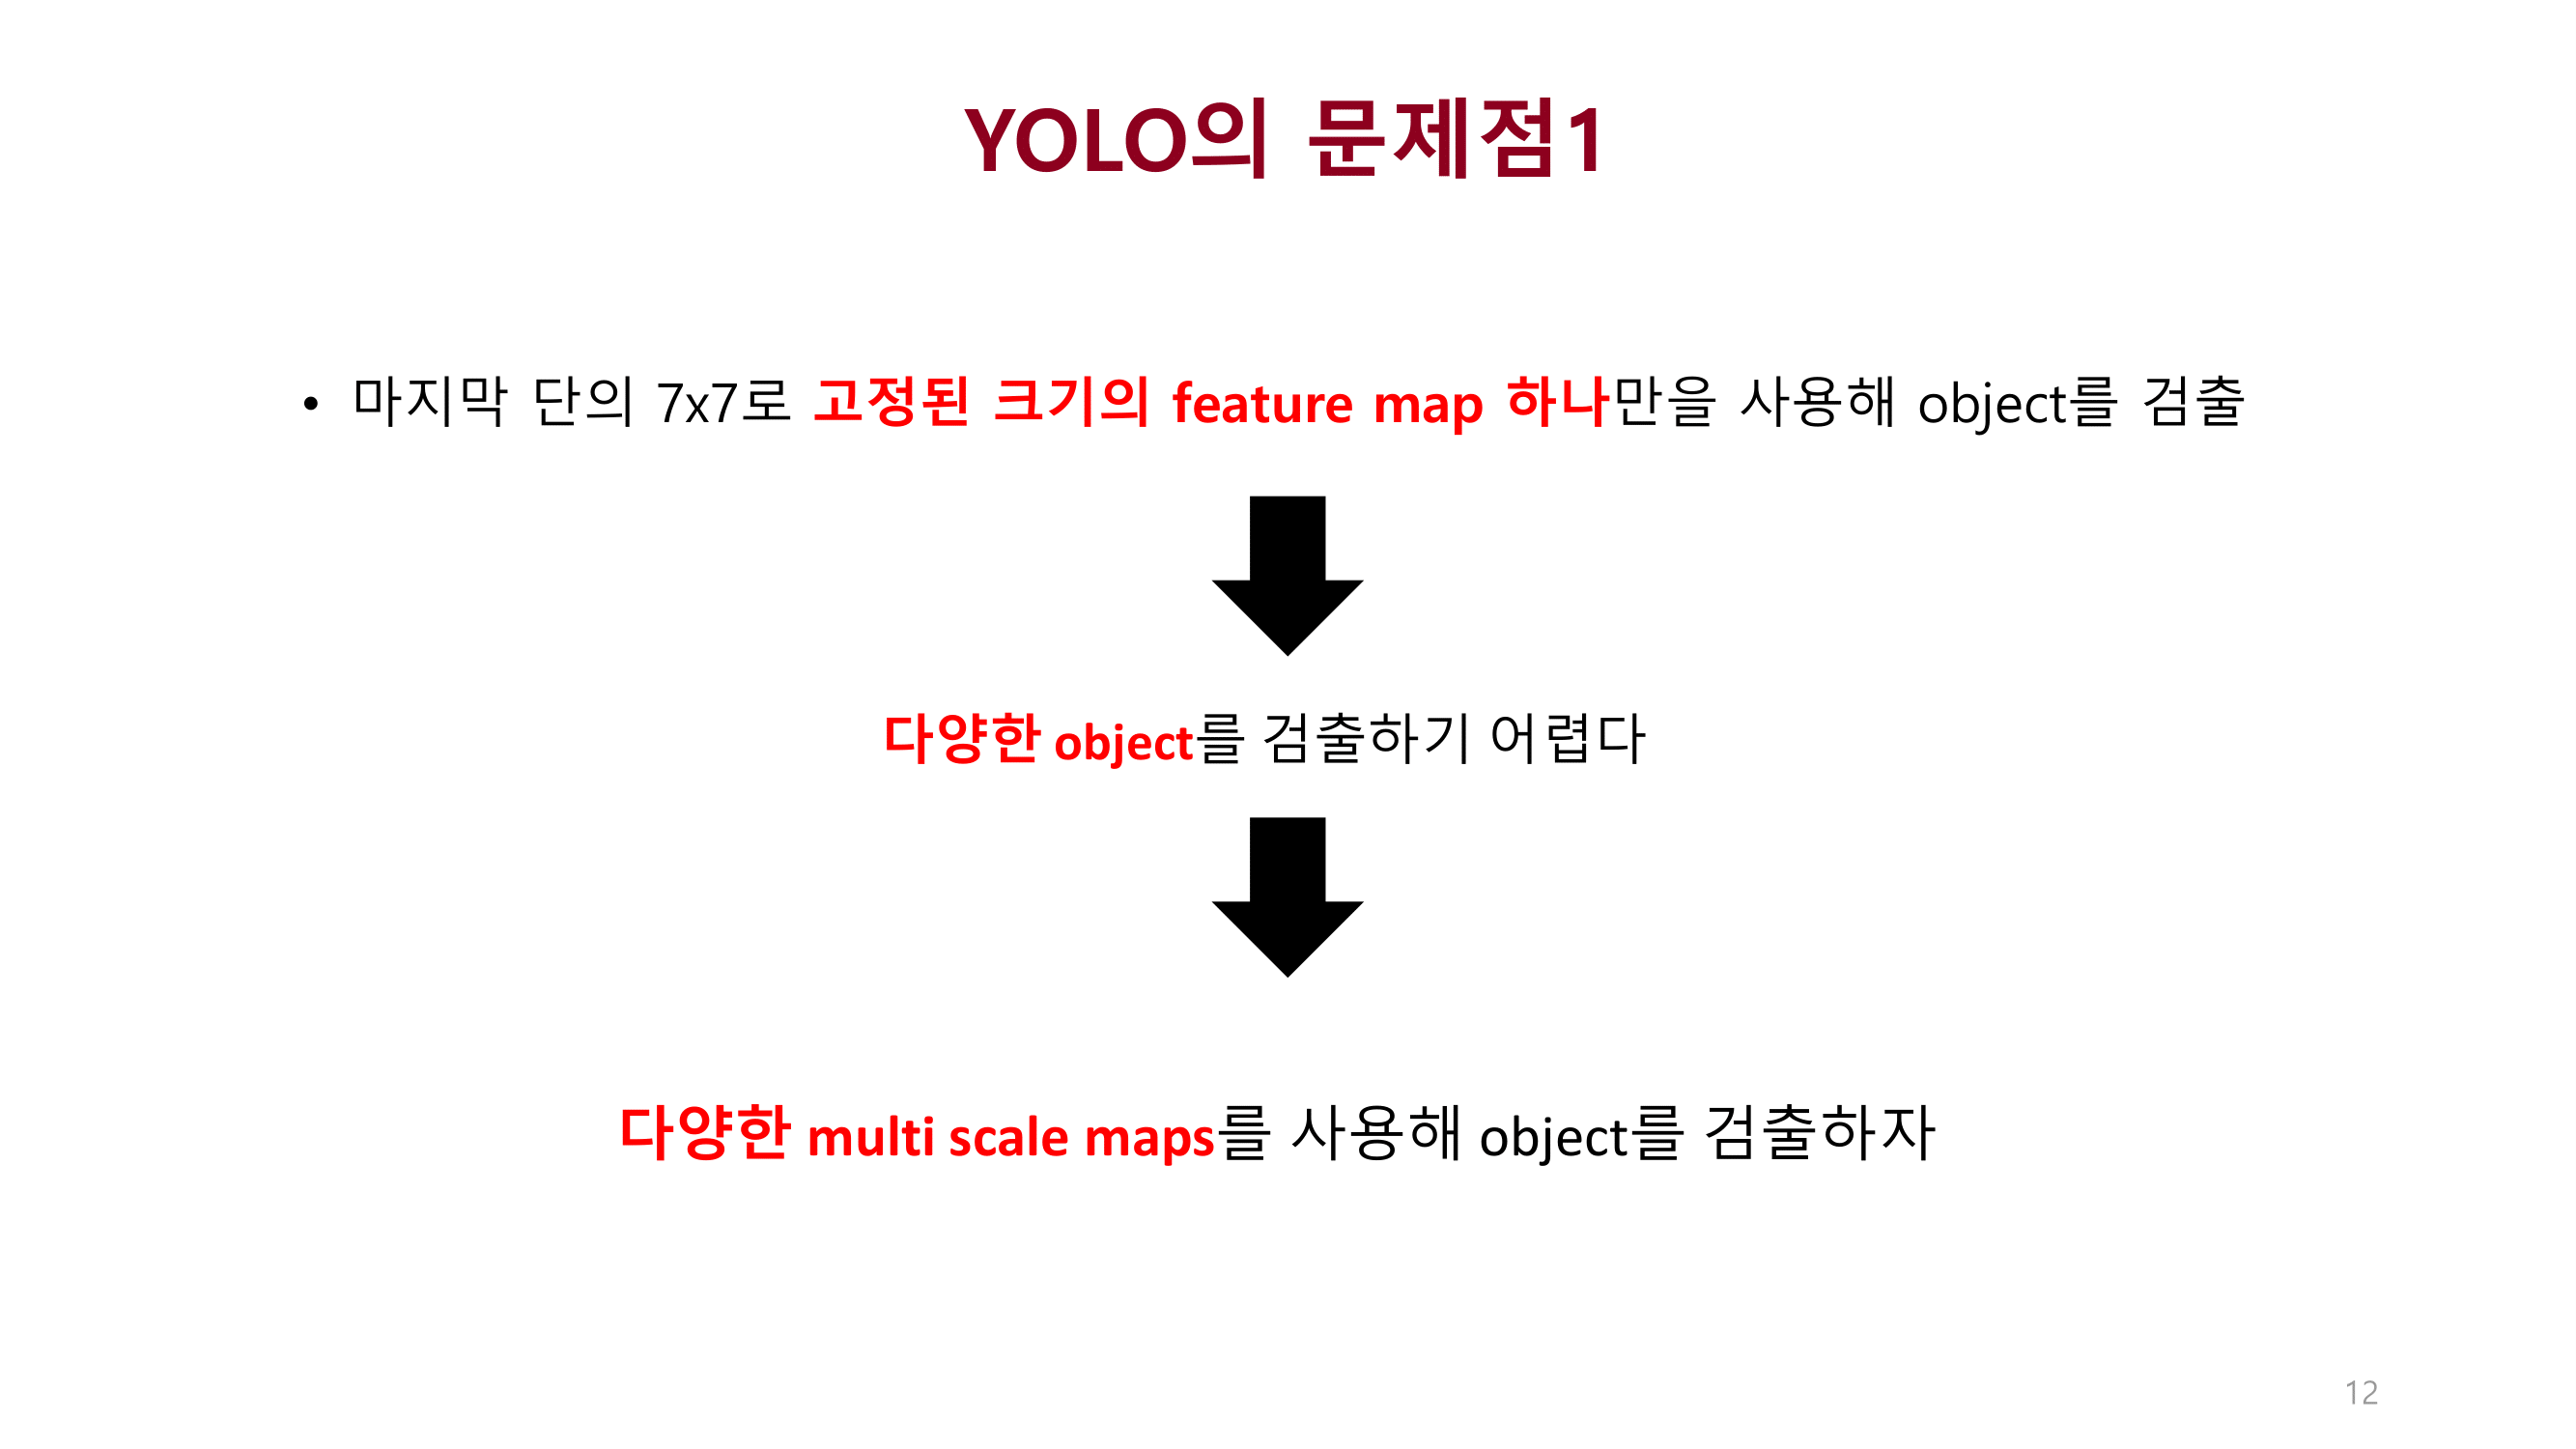 YOLO의 문제점1
• 마지막 단의 7x7로 고정된 크기의 feature map 하나만을 사용해 object를 검출
다양한 object를 검출하기 어렵다
다양한 multi scale maps를 사용해 object를 검출하자
12